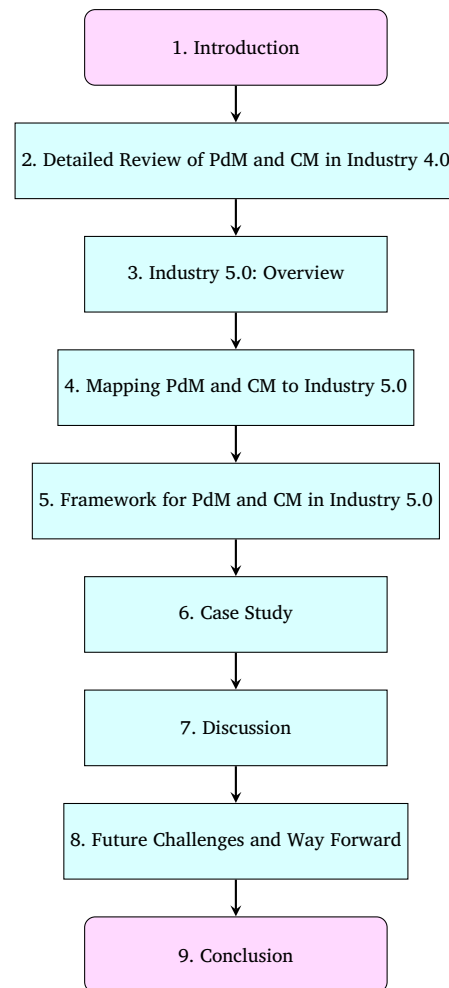 1. Introduction
2. Detailed Review of PdM and CM in Industry 4.0
3. Industry 5.0: Overview
4. Mapping PdM and CM to Industry 5.0
5. Framework for PdM and CM in Industry 5.0
6. Case Study
7. Discussion
8. Future Challenges and Way Forward
9. Conclusion